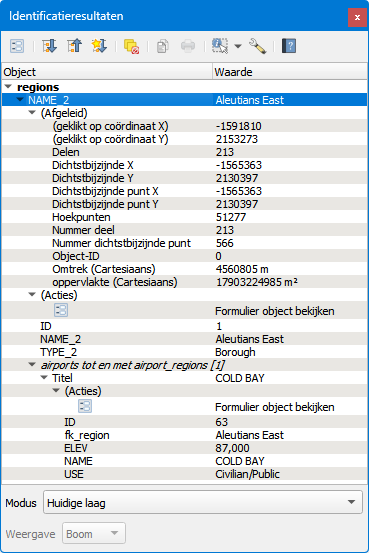 Identificatieresultaten
Object Waarde
regions
NAME_2 Aleutians East
(Afgeleid)
(geklikt op coördinaat X) -1591810
(geklikt op coördinaat Y) 2153273
Delen 213
Dichtstbijzijnde X -1565363
Dichtstbijzijnde Y 2130397
Dichtstbijzijnde punt X -1565363
Dichtstbijzijnde punt Y 2130397
Hoekpunten 51277
Nummer deel 213
Nummer dichtstbijzijnde punt 566
Object-ID 0
Omtrek (Cartesiaans) 4560805 m
oppervlakte (Cartesiaans) 17903224985 m²
(Acties)
Formulier object bekijken
ID 1
NAME_2 Aleutians East
TYPE_2 Borough
airports tot en met airport_regions [1]
Titel COLD BAY
(Acties)
Formulier object bekijken
ID 63
fk_region Aleutians East
ELEV 87,000
NAME COLD BAY
USE Civilian/Public
Modus Huidige laag
Weergave Boom